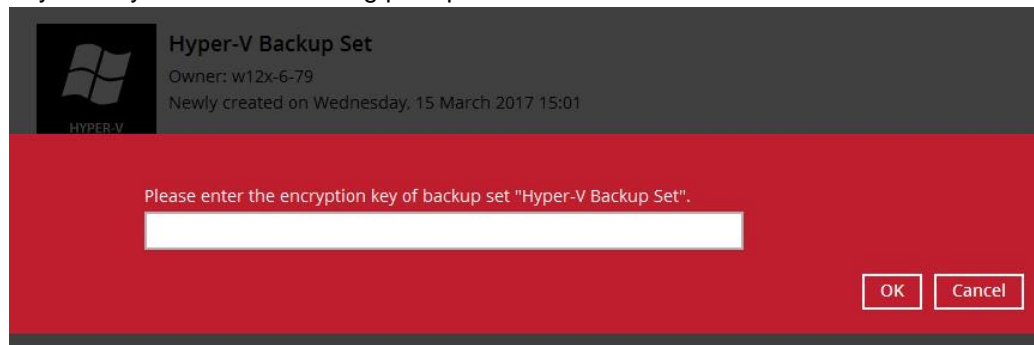 Hyper-V Backup Set
Owner: w12x-6-79
Newly created on Wednesday, 15 March 2017 15:01
HYPER-V
Please enter the encryption key of backup set "Hyper-V Backup Set".
OK Cancel